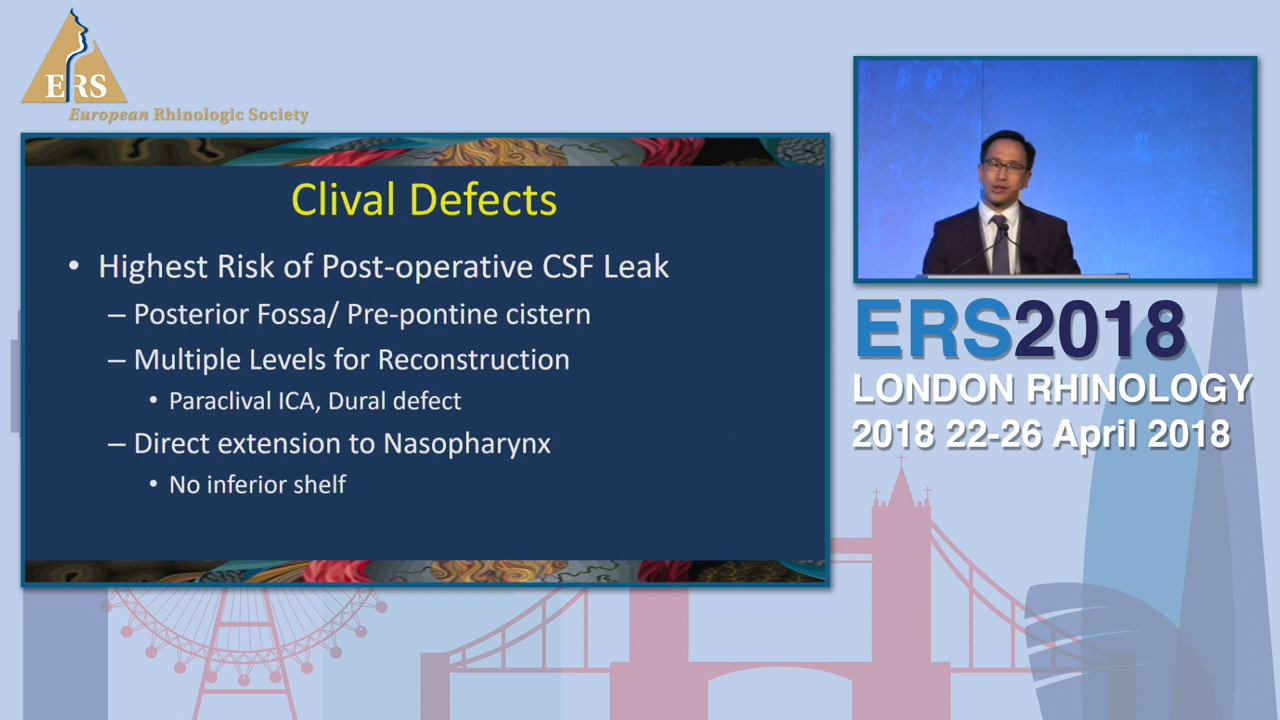 ERS
European Rhinologic Society
Clival Defects
• Highest Risk of Post-operative CSF Leak
– Posterior Fossa/ Pre-pontine cistern
– Multiple Levels for Reconstruction
• Paraclival ICA, Dural defect
– Direct extension to Nasopharynx
• No inferior shelf
ERS2018
LONDON RHINOLOGY
2018 22-26 April 2018